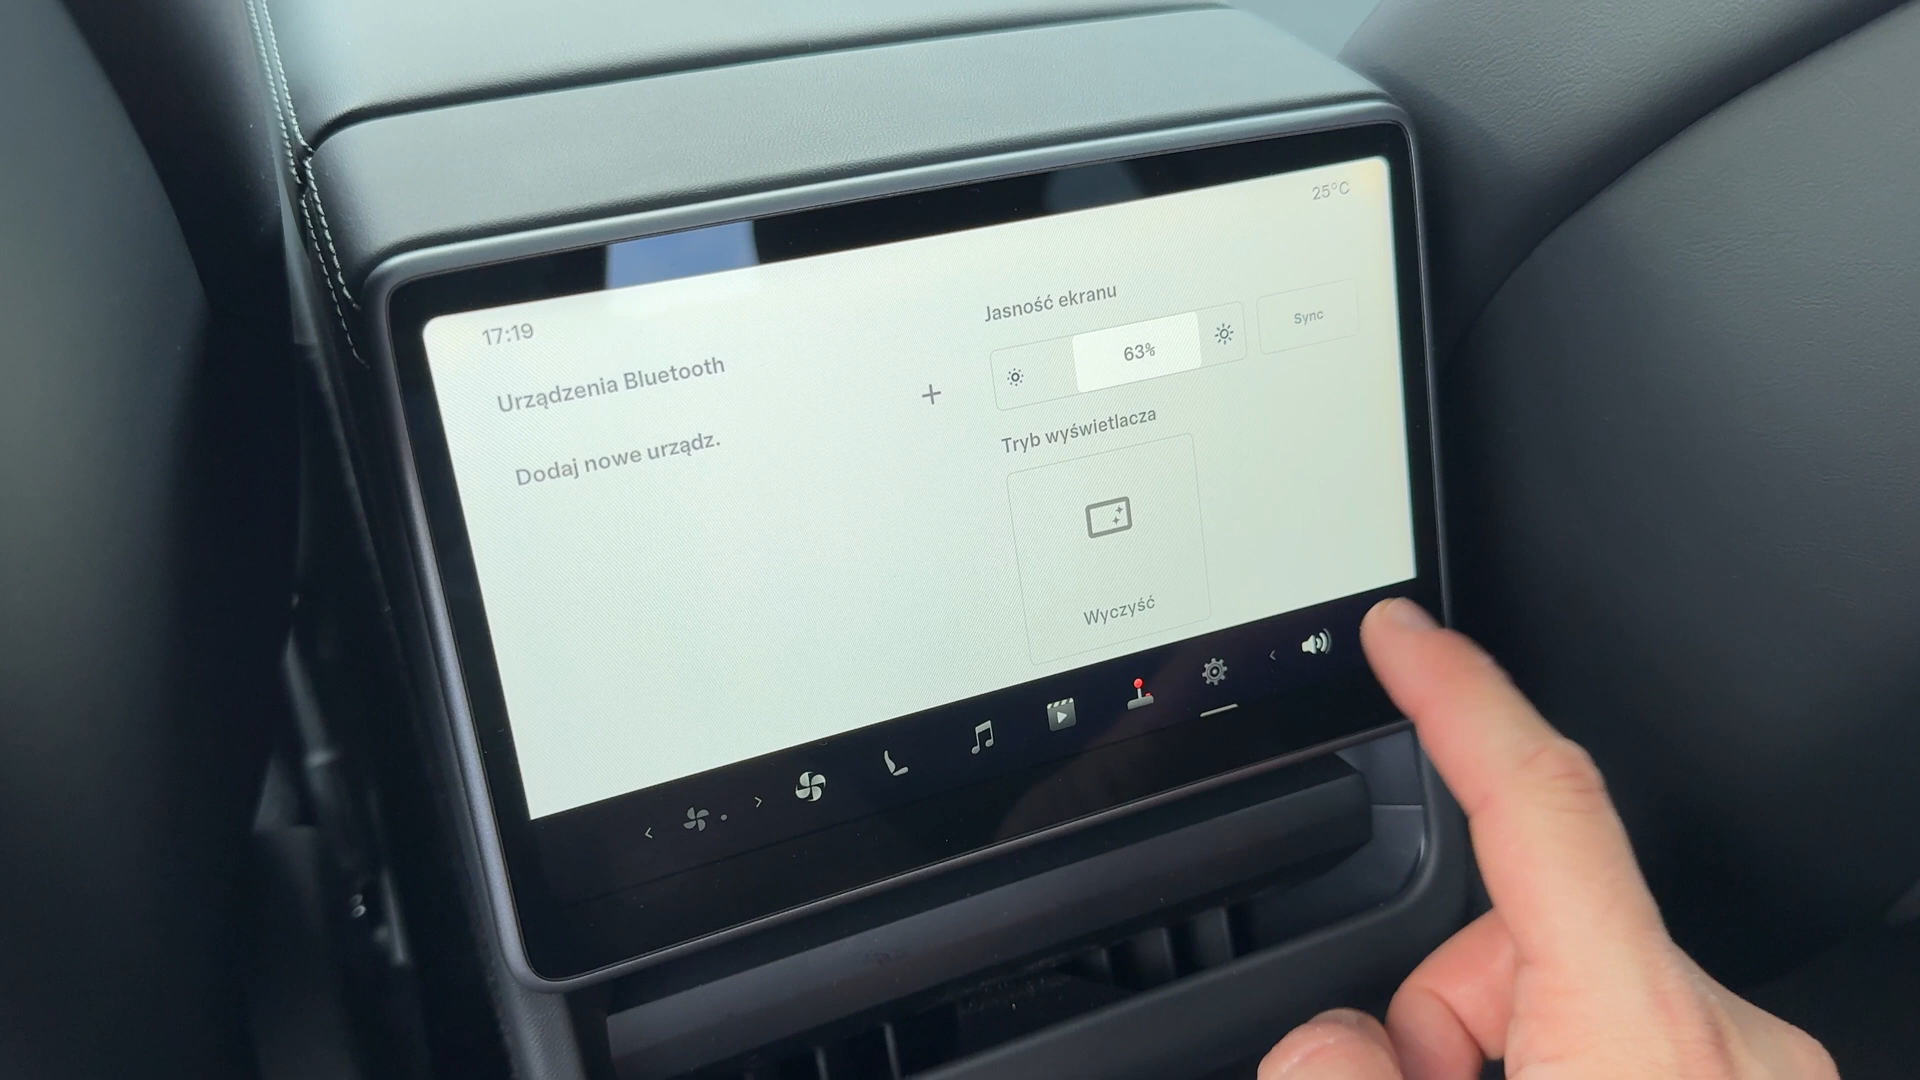 17:19
25°C
Urządzenia Bluetooth
Dodaj nowe urządz.
Jasność ekranu
63%
Sync
Tryb wyświetlacza
Wyczyść